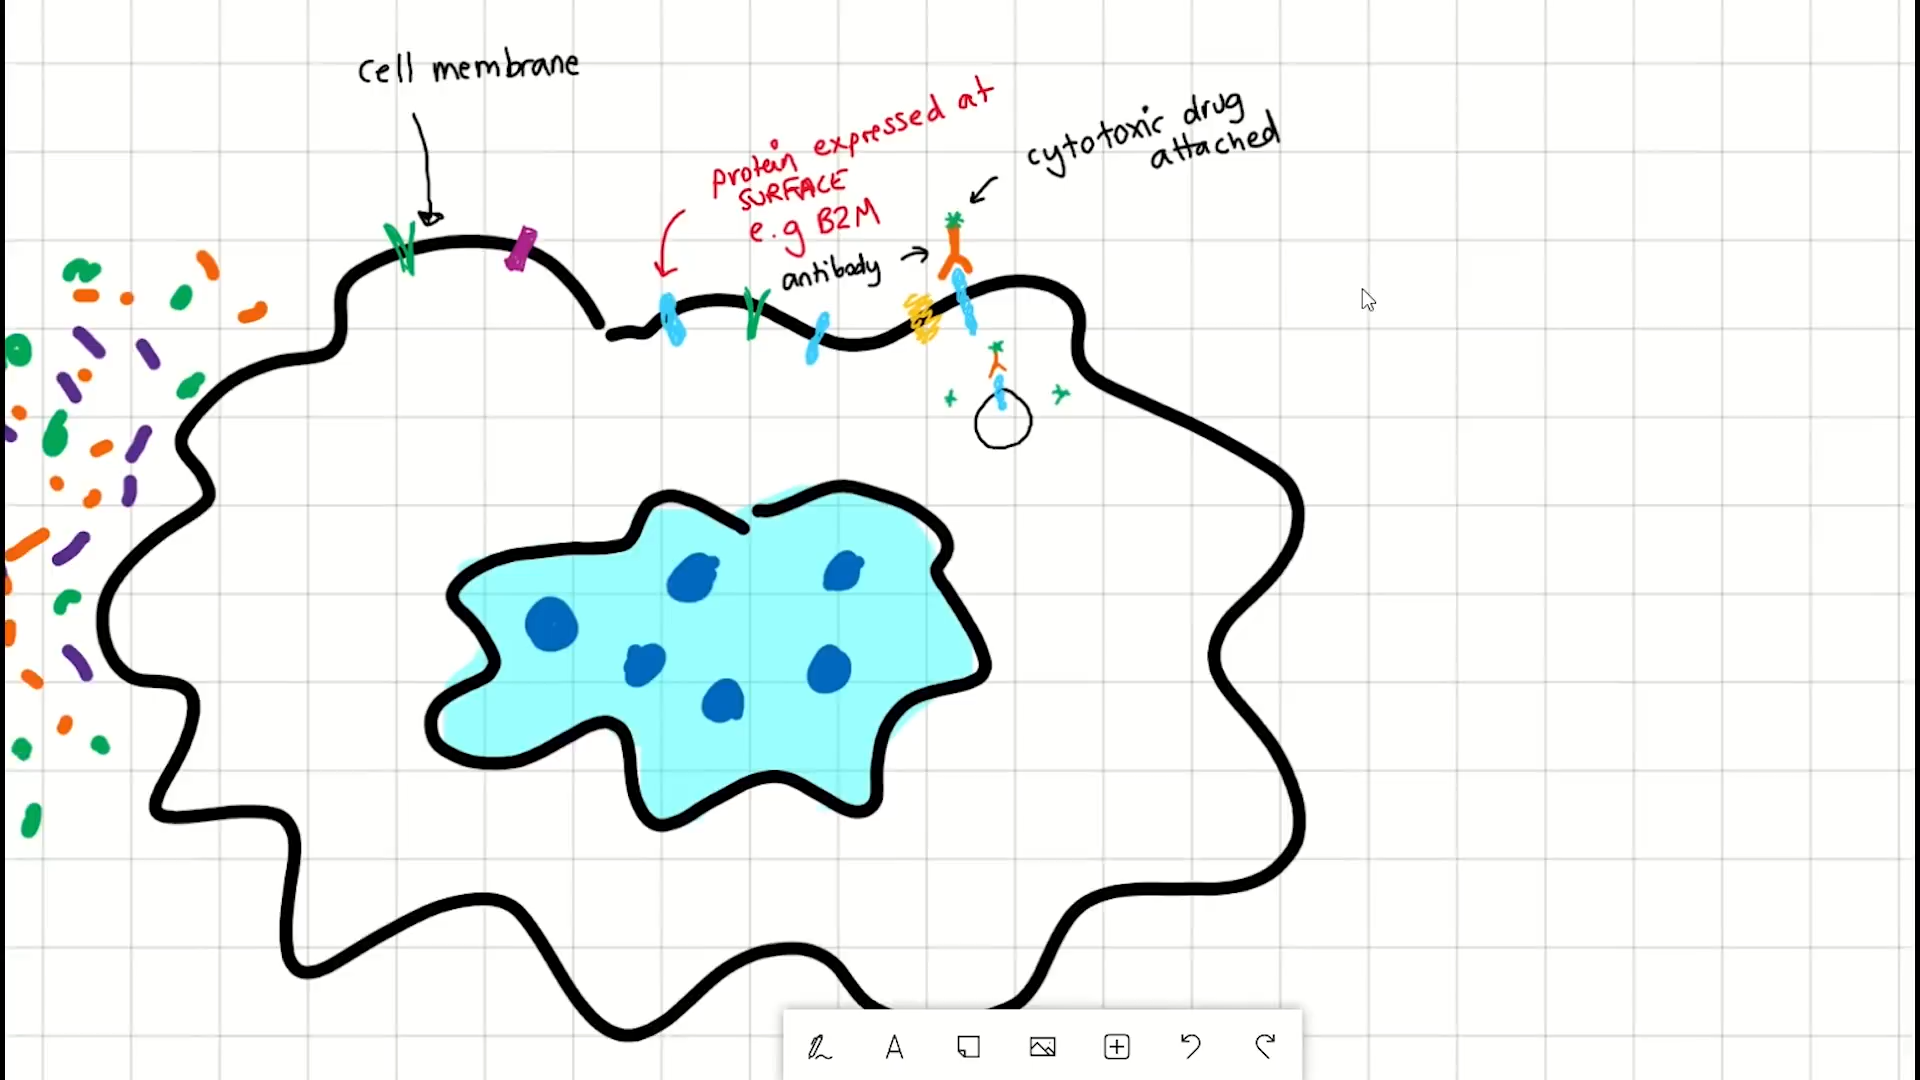 cell membrane
protein expressed at
SURFACE
e.g B2M
antibody
cytotoxic drug
attached